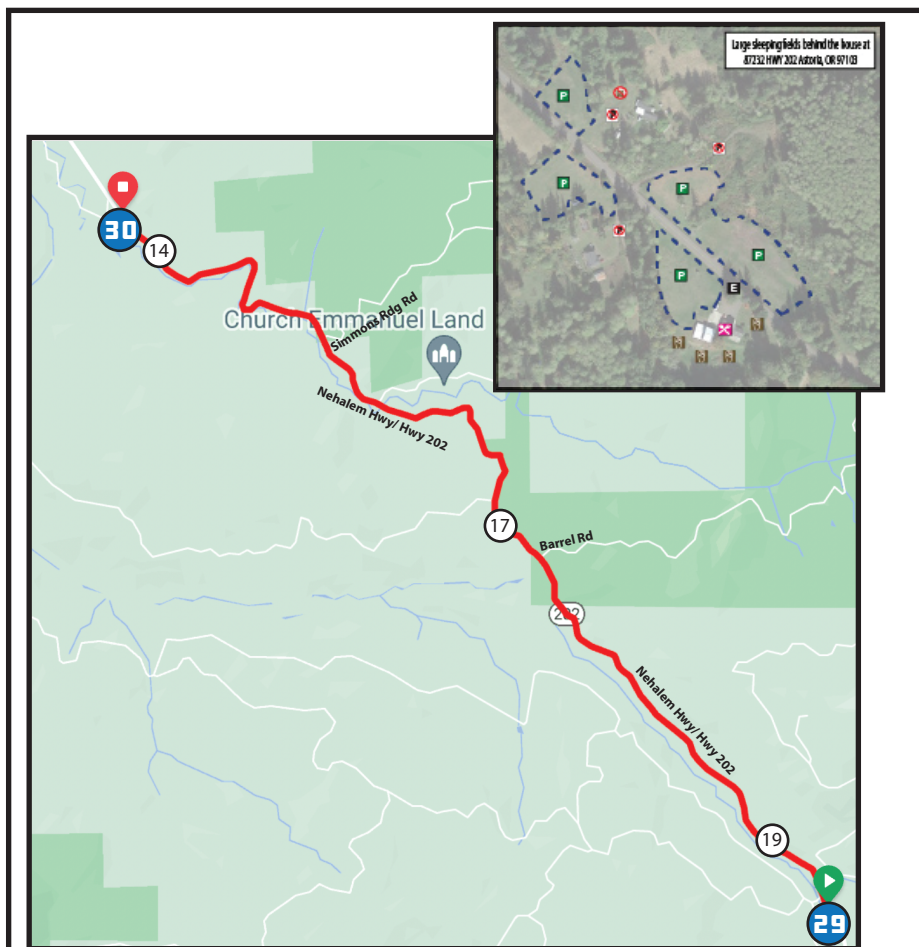 Large sleeping fields behind the house at
87232 HWY 202 Astoria, OR 97103
P
P
P
P
P
E
30
14
Simmons Rdg Rd
Church Emmanuel Land
Nehalem Hwy/ Hwy 202
17
Barrel Rd
202
Nehalem Hwy/ Hwy 202
19
29